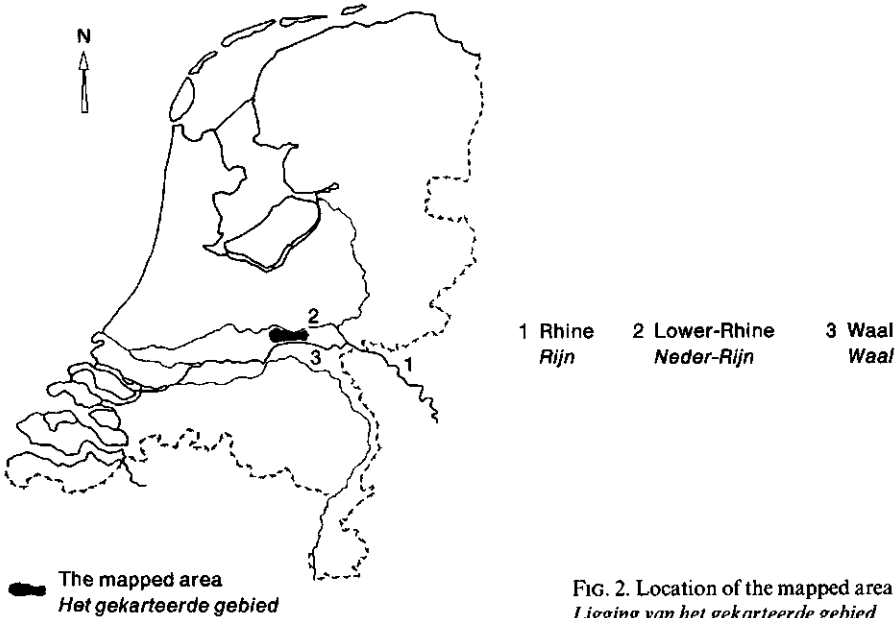 N
2
3
1
1 Rhine 2 Lower-Rhine 3 Waal
Rijn Neder-Rijn Waal
The mapped area
Het gekarteerde gebied
FIG. 2. Location of the mapped area
Ligging van het gekarteerde gebied